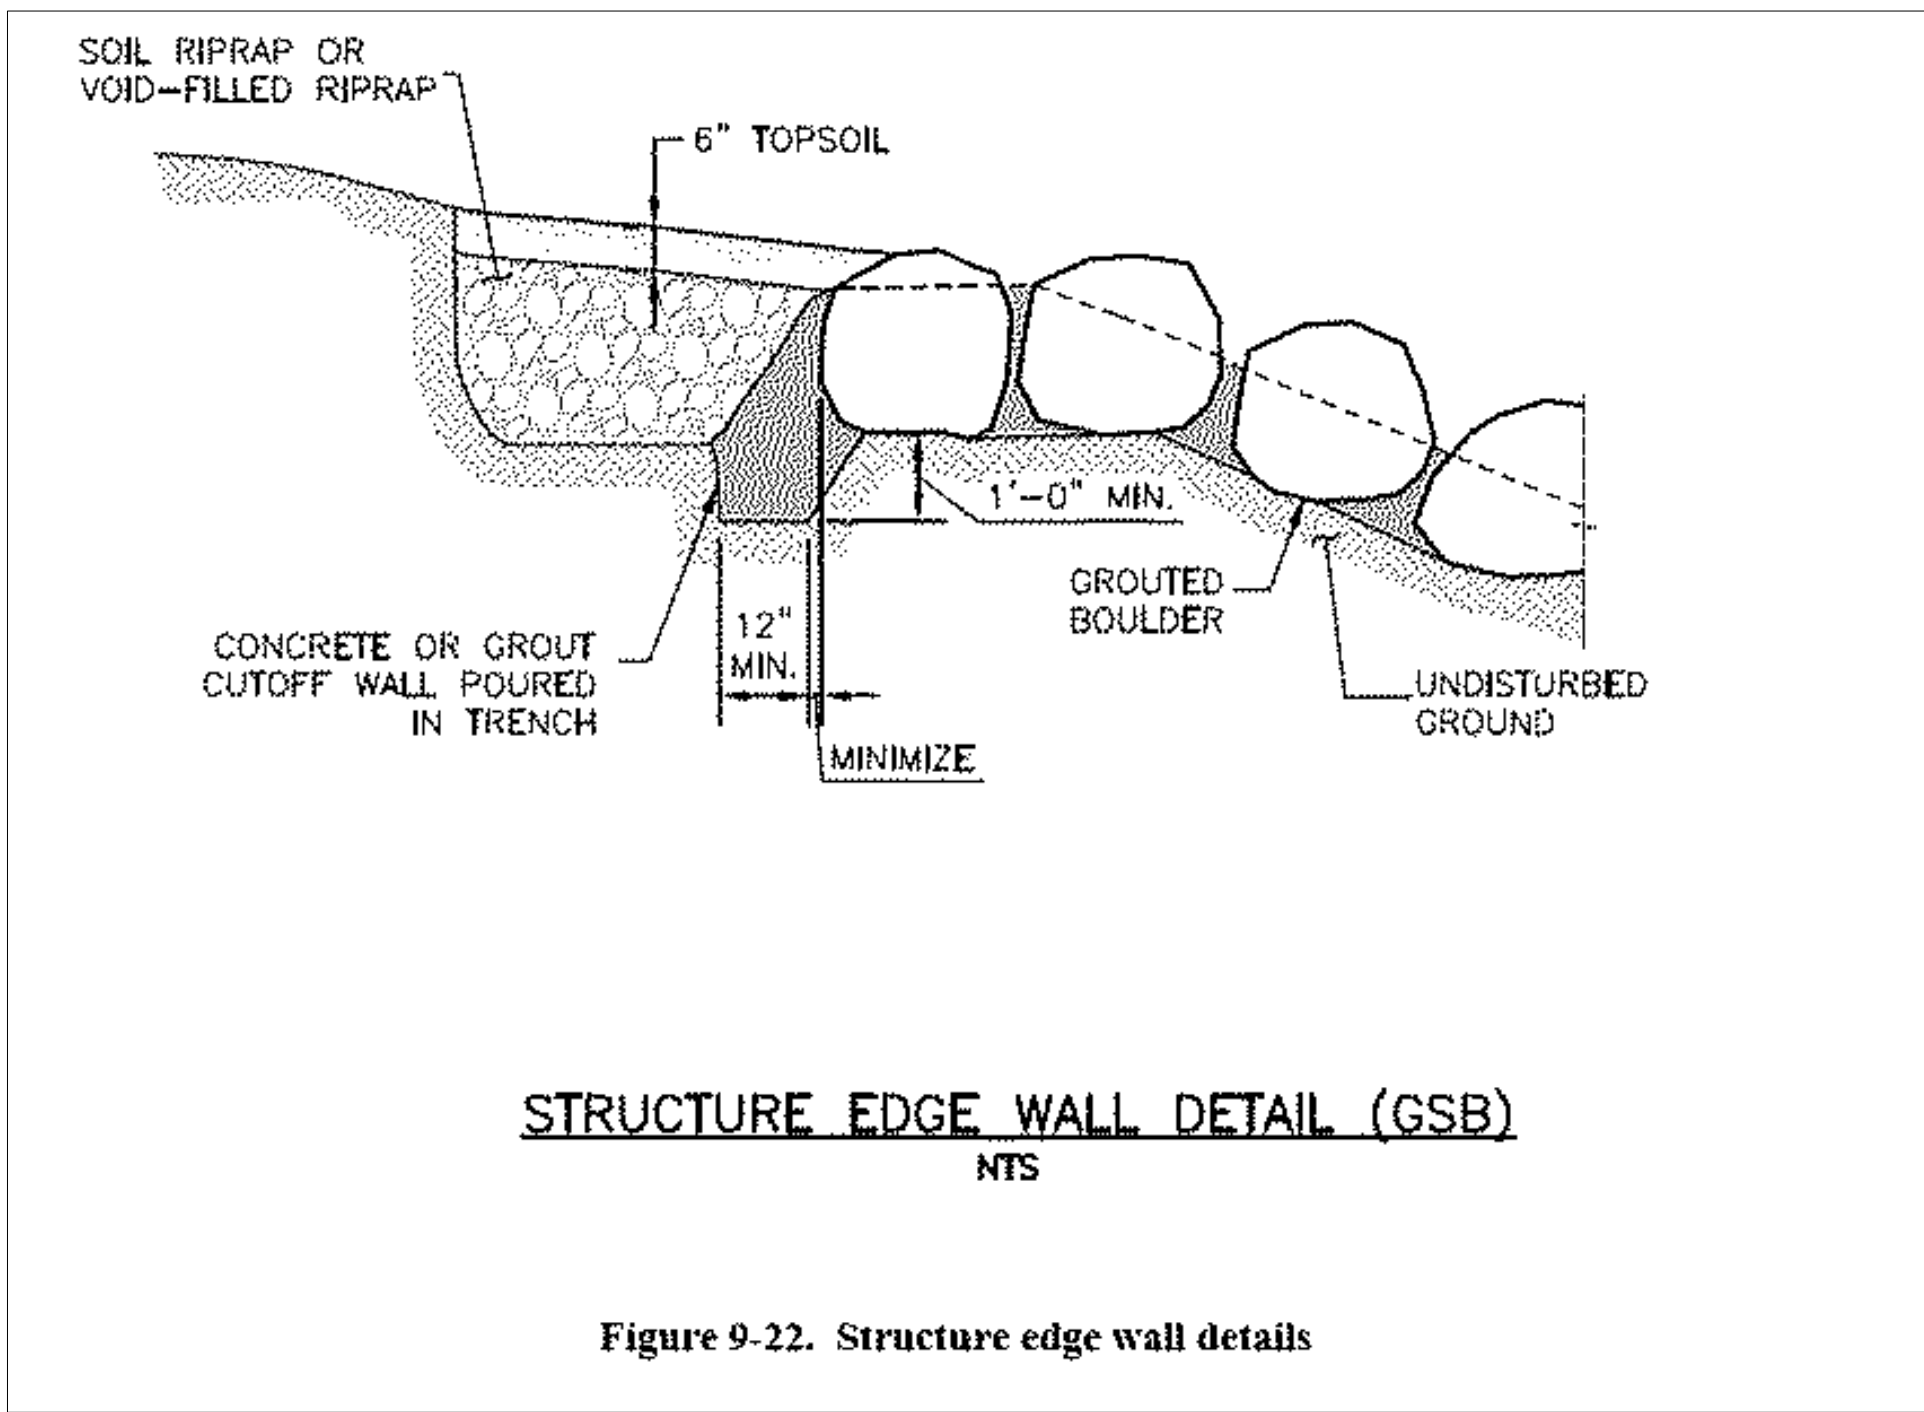 SOIL RIPRAP OR
VOID-FILLED RIPRAP
6" TOPSOIL
1'-0" MIN.
GROUTED
BOULDER
12"
MIN.
CONCRETE OR GROUT
CUTOFF WALL POURED
IN TRENCH
UNDISTURBED
GROUND
MINIMIZE
STRUCTURE EDGE WALL DETAIL (GSB)
NTS
Figure 9-22. Structure edge wall details